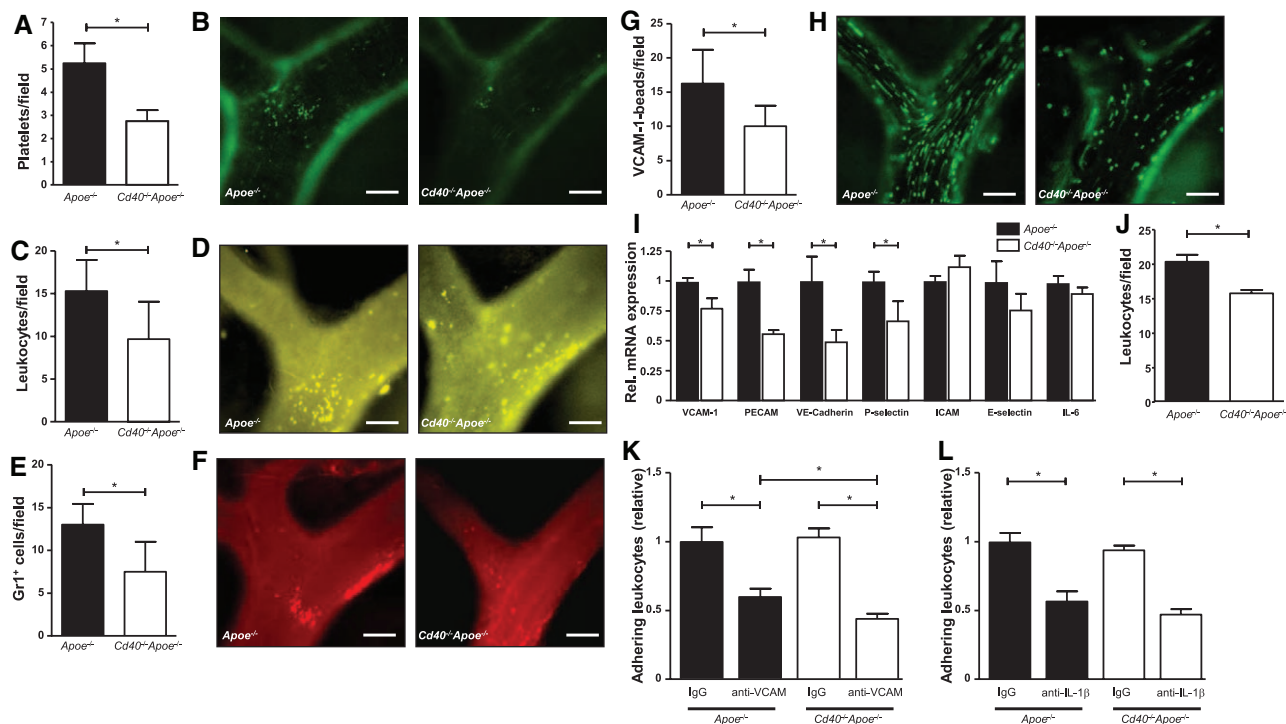 A
Platelets/field
7
6
5
4
3
2
1
0
*
Apoe-/-
Cd40-/-Apoe-/-
B
Apoe-/-
Cd40-/-Apoe-/-
C
Leukocytes/field
20
15
10
5
0
*
Apoe-/-
Cd40-/-Apoe-/-
D
Apoe-/-
Cd40-/-Apoe-/-
E
Gr1+ cells/field
20
15
10
5
0
*
Apoe-/-
Cd40-/-Apoe-/-
F
Apoe-/-
Cd40-/-Apoe-/-
G
VCAM-1-beads/field
25
20
15
10
5
0
*
Apoe-/-
Cd40-/-Apoe-/-
H
Apoe-/-
Cd40-/-Apoe-/-
I
Rel. mRNA expression
1.25
1
0.75
0.5
0.25
0
* * * *
Apoe-/-
Cd40-/-Apoe-/-
VCAM-1 PECAM VE-Cadherin P-selectin ICAM E-selectin IL-6
J
Leukocytes/field
25
20
15
10
5
0
*
Apoe-/-
Cd40-/-Apoe-/-
K
Adhering leukocytes (relative)
1.5
1
0.5
0
* * *
IgG anti-VCAM IgG anti-VCAM
Apoe-/- Cd40-/-Apoe-/-
L
Adhering leukocytes (relative)
1.5
1
0.5
0
* *
IgG anti-IL-1β IgG anti-IL-1β
Apoe-/- Cd40-/-Apoe-/-